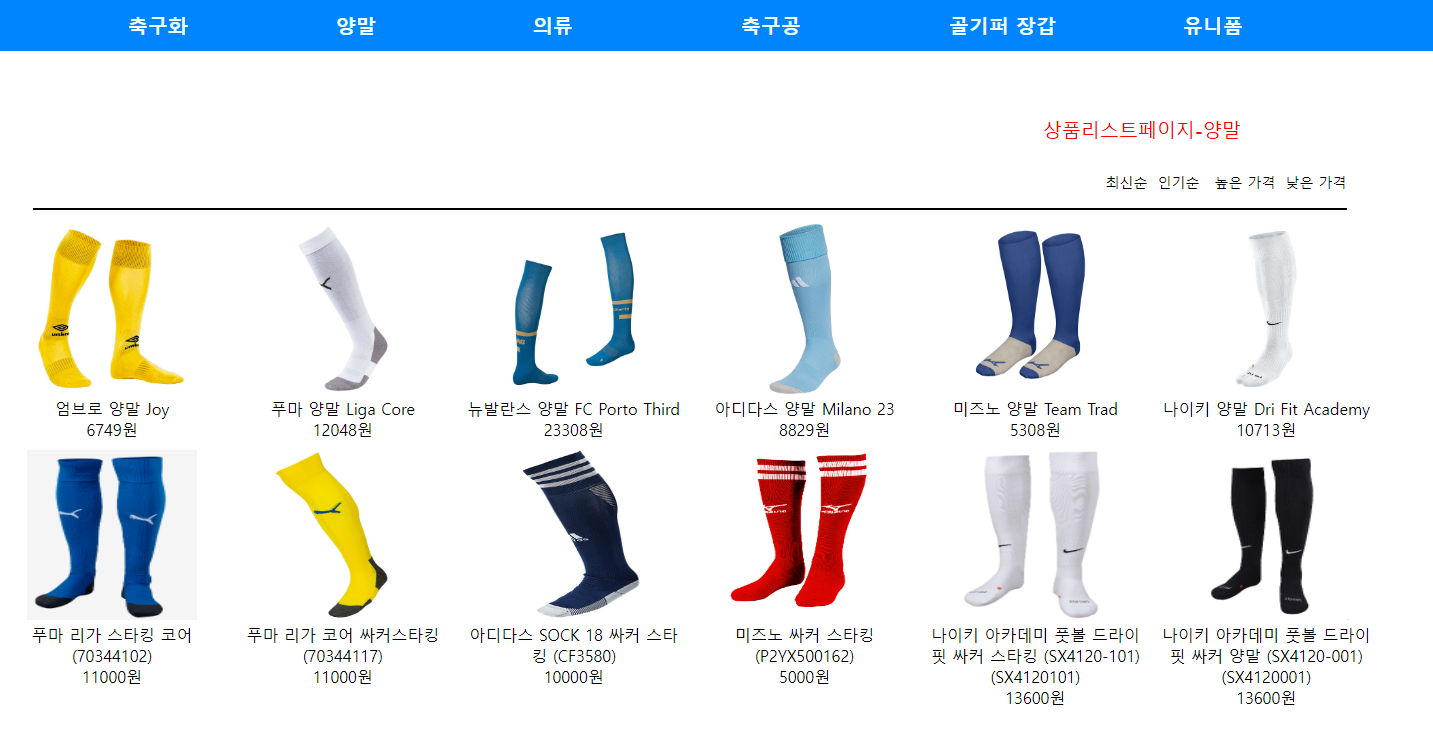 축구화 양말 의류 축구공 골기퍼 장갑 유니폼
상품리스트페이지-양말
최신순 인기순 높은 가격 낮은 가격
엄브로 양말 Joy
6749원
푸마 양말 Liga Core
12048원
뉴발란스 양말 FC Porto Third
23308원
아디다스 양말 Milano 23
8829원
미즈노 양말 Team Trad
5308원
나이키 양말 Dri Fit Academy
10713원
푸마 리가 스타킹 코어
(70344102)
11000원
푸마 리가 코어 싸커스타킹
(70344117)
11000원
아디다스 SOCK 18 싸커 스타
킹 (CF3580)
10000원
미즈노 싸커 스타킹
(P2YX500162)
5000원
나이키 아카데미 풋볼 드라이
핏 싸커 스타킹 (SX4120-101)
(SX4120101)
13600원
나이키 아카데미 풋볼 드라이
핏 싸커 양말 (SX4120-001)
(SX4120001)
13600원